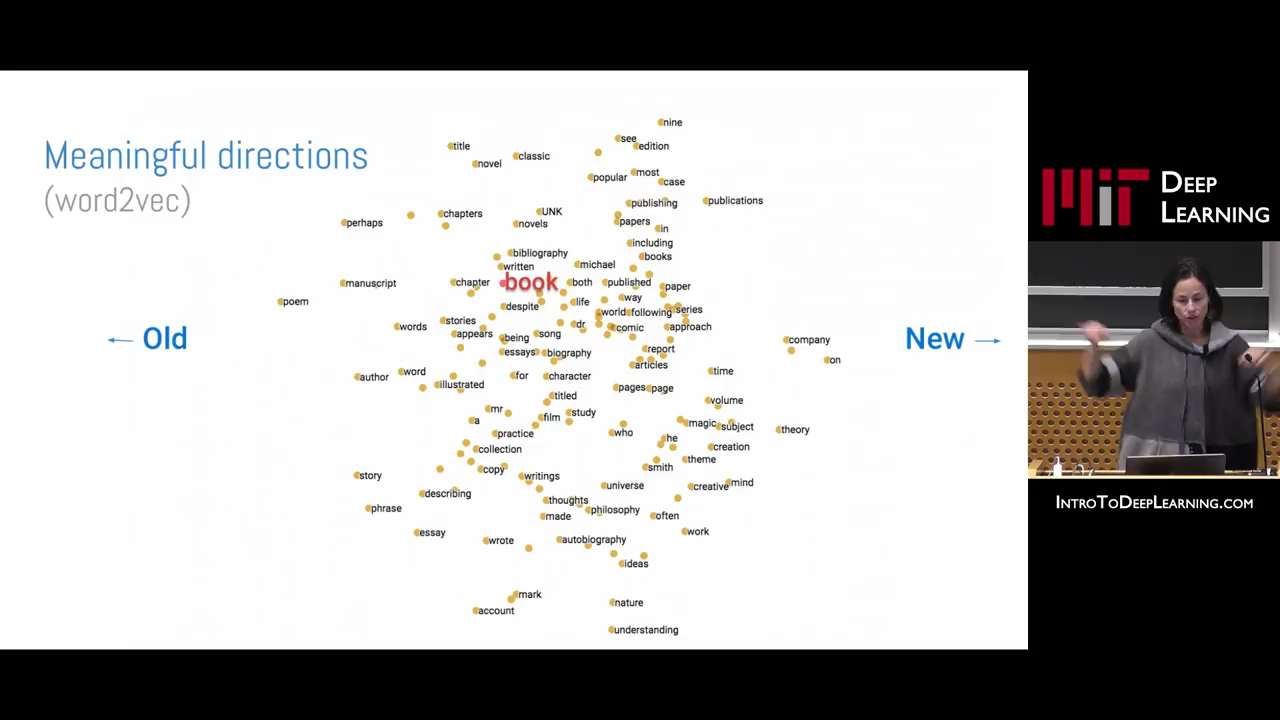 Meaningful directions
(word2vec)
← Old
New →
nine
see
edition
title
novel
classic
popular
most
case
publishing
publications
perhaps
chapters
UNK
novels
papers
in
including
books
bibliography
written
michael
chapter
book
both
published
paper
manuscript
poem
despite
life
way
world
following
series
words
stories
appears
being
song
dr
comic
approach
essays
biography
report
articles
company
on
author
word
illustrated
for
character
time
pages
page
titled
volume
mr
a
film
study
practice
who
magic
subject
theory
he
collection
creation
copy
writings
smith
theme
story
describing
universe
creative
mind
phrase
thoughts
made
philosophy
often
essay
wrote
autobiography
work
ideas
mark
account
nature
understanding
MIT DEEP
LEARNING
INTROTODEEPLEARNING.COM